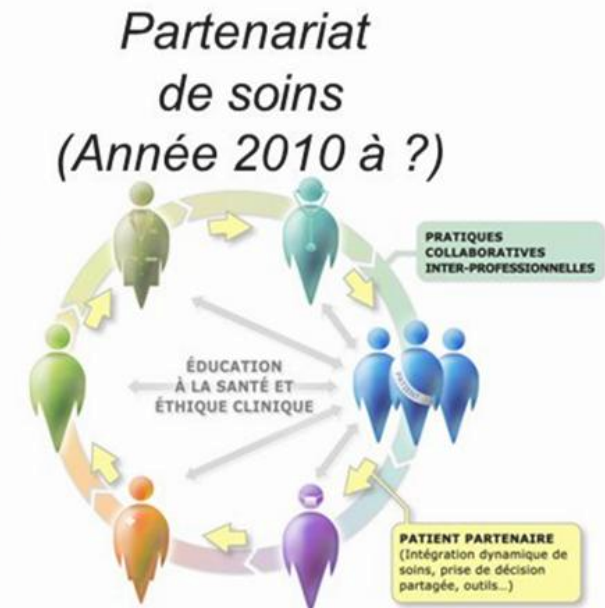 Partenariat
de soins
(Année 2010 à ?)
PRATIQUES
COLLABORATIVES
INTER-PROFESSIONNELLES
ÉDUCATION
À LA SANTÉ ET
ÉTHIQUE CLINIQUE
PATIENT
PATIENT PARTENAIRE
(Intégration dynamique de
soins, prise de décision
partagée, outils...)